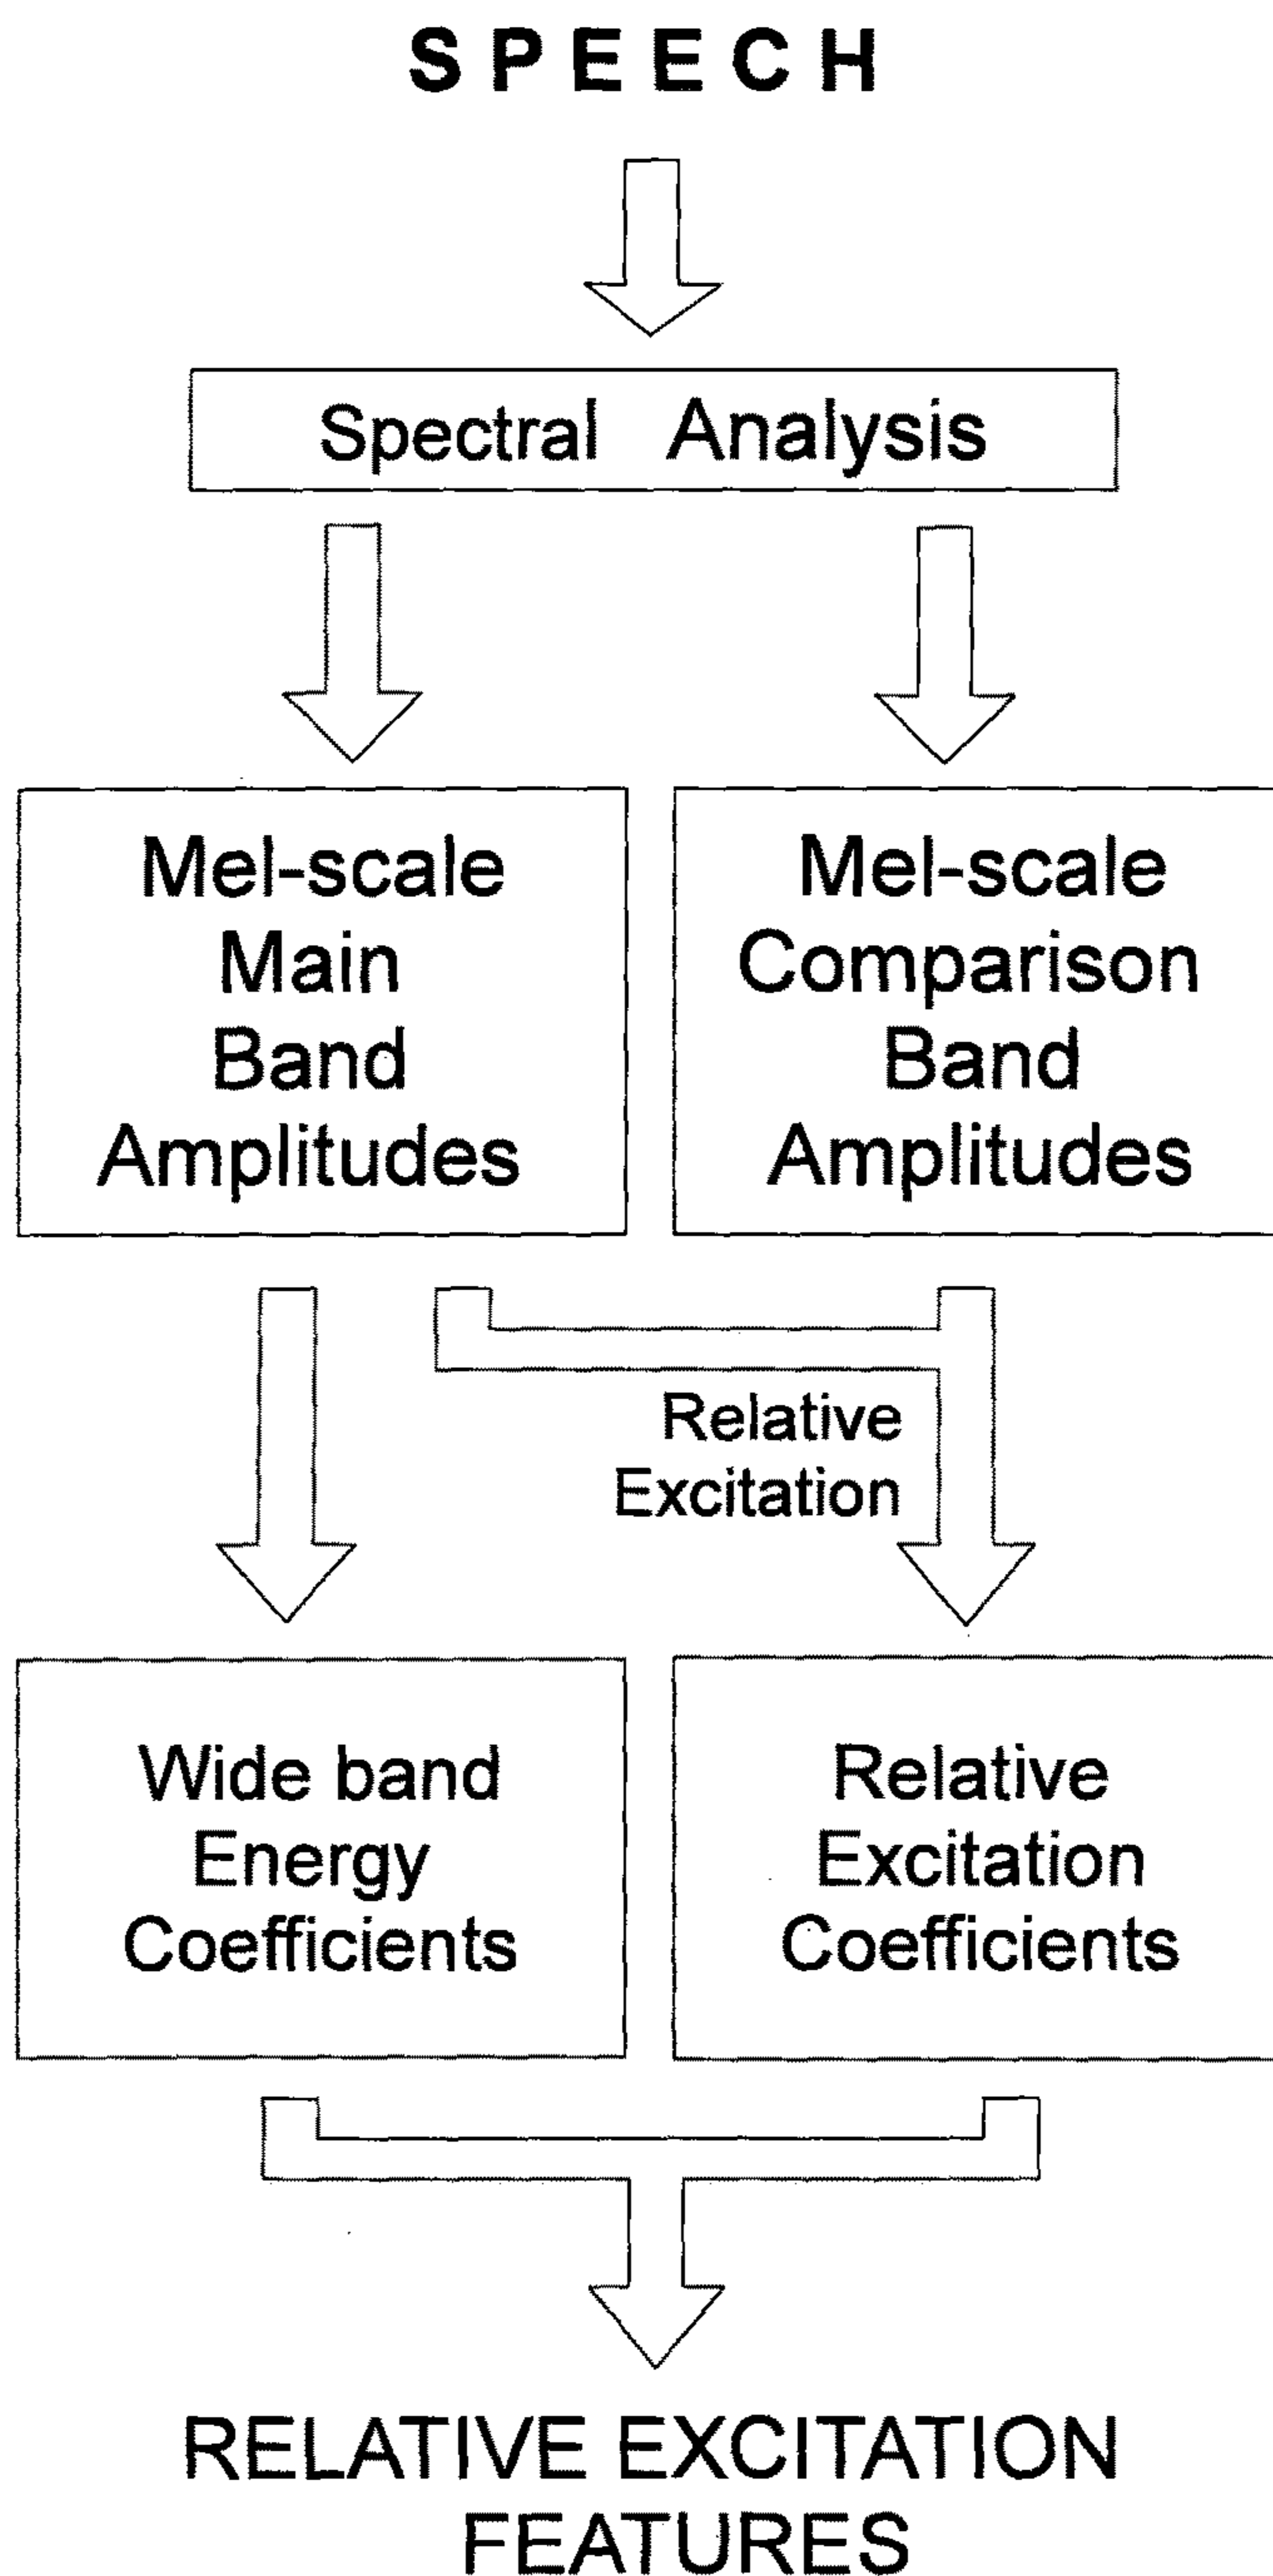 SPEECH
Spectral Analysis
Mel-scale
Main
Band
Amplitudes
Mel-scale
Comparison
Band
Amplitudes
Relative
Excitation
Wide band
Energy
Coefficients
Relative
Excitation
Coefficients
RELATIVE EXCITATION
FEATURES